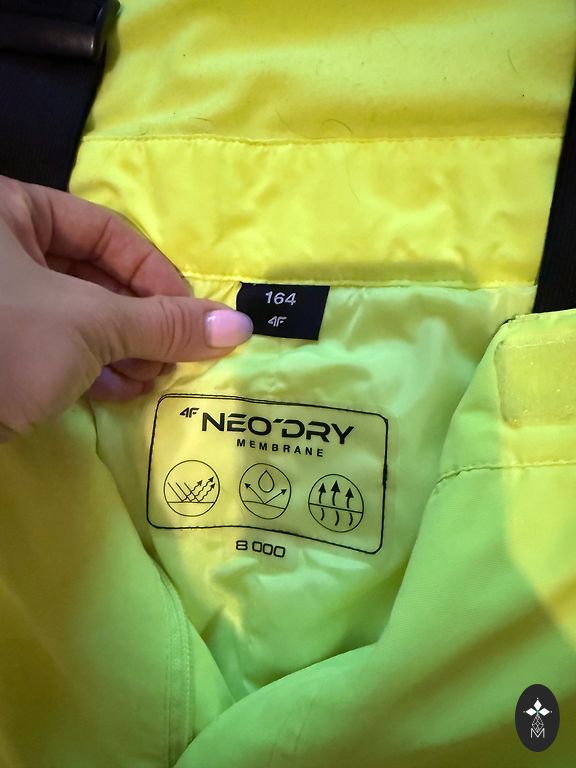 164
4F
4F NEO°DRY
MEMBRANE
8 000
M